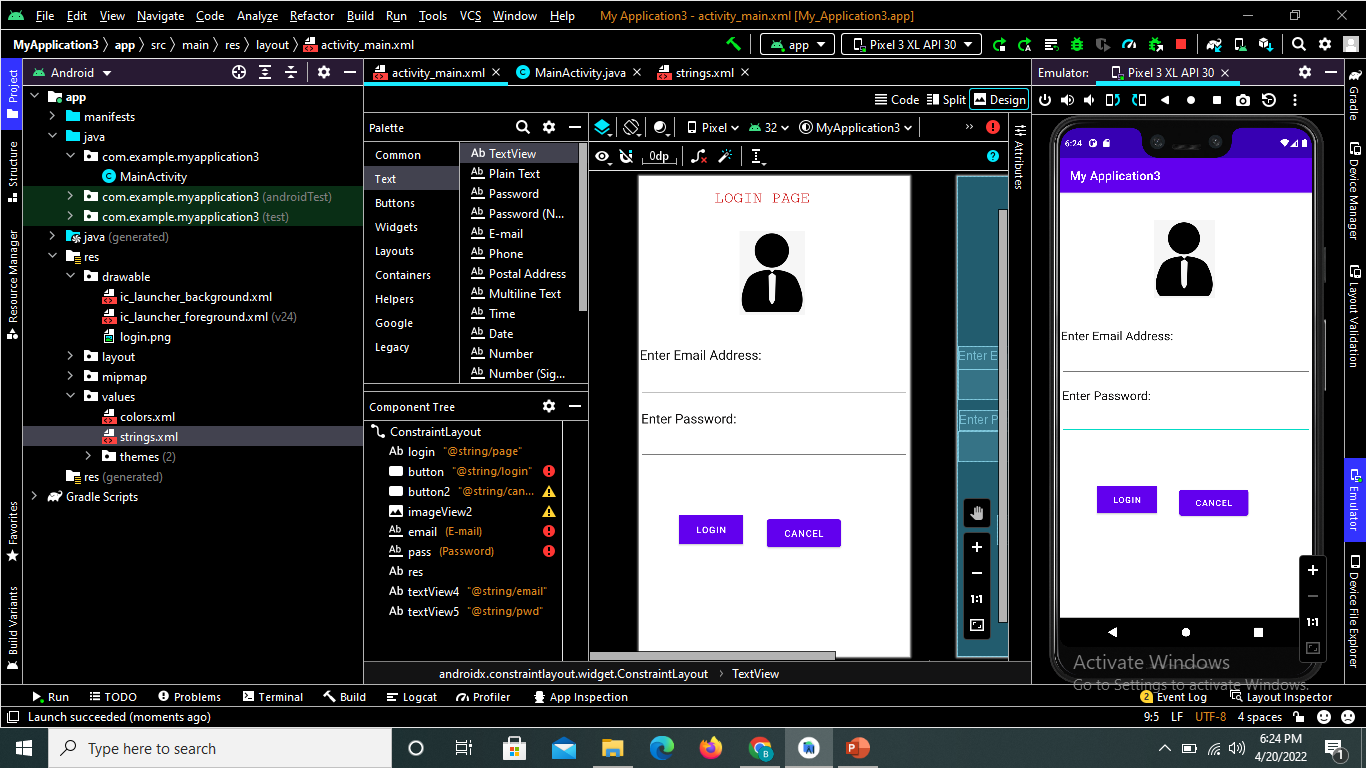 File Edit View Navigate Code Analyze Refactor Build Run Tools VCS Window Help My Application3 - activity_main.xml [My_Application3.app]
MyApplication3 app src main res layout activity_main.xml app Pixel 3 XL API 30
Project
Structure
Resource Manager
Favorites
Build Variants
Android
app
manifests
java
com.example.myapplication3
MainActivity
com.example.myapplication3 (androidTest)
com.example.myapplication3 (test)
java (generated)
res
drawable
ic_launcher_background.xml
ic_launcher_foreground.xml (v24)
login.png
layout
mipmap
values
colors.xml
strings.xml
themes (2)
res (generated)
Gradle Scripts
activity_main.xml MainActivity.java strings.xml
Code Split Design
Palette
Common
Text
Buttons
Widgets
Layouts
Containers
Helpers
Google
Legacy
Ab TextView
Ab Plain Text
Ab Password
Ab Password (N...
Ab E-mail
Ab Phone
Ab Postal Address
Ab Multiline Text
Ab Time
Ab Date
Ab Number
Ab Number (Sig...
Component Tree
ConstraintLayout
Ab login "@string/page"
button "@string/login"
button2 "@string/can...
imageView2
Ab email (E-mail)
Ab pass (Password)
Ab res
Ab textView4 "@string/email"
Ab textView5 "@string/pwd"
Pixel 32 MyApplication3
0dp
Attributes
LOGIN PAGE
Enter Email Address:
Enter Password:
LOGIN CANCEL
Enter E
Enter P
1:1
androidx.constraintlayout.widget.ConstraintLayout TextView
Emulator: Pixel 3 XL API 30
6:24
My Application3
Enter Email Address:
Enter Password:
LOGIN CANCEL
1:1
Gradle
Device Manager
Layout Validation
Emulator
Device File Explorer
Activate Windows
Go to Settings to activate Windows.
Run TODO Problems Terminal Build Logcat Profiler App Inspection 2 Event Log Layout Inspector
Launch succeeded (moments ago) 9:5 LF UTF-8 4 spaces
Type here to search
B
P
6:24 PM
4/20/2022
1